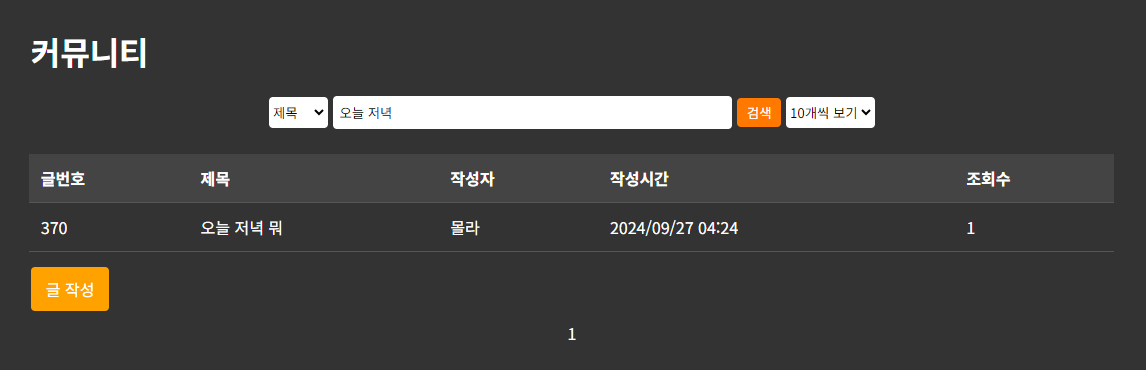 커뮤니티
제목 오늘 저녁 검색 10개씩 보기
글번호 제목 작성자 작성시간 조회수
370 오늘 저녁 뭐 몰라 2024/09/27 04:24 1
글 작성
1